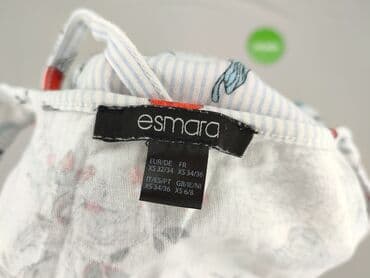 esmara
EUR/DE FR
XS 32/34 XS 34/36
IT/ES/PT GB/IE/NI
XS 34/36 XS 6/8